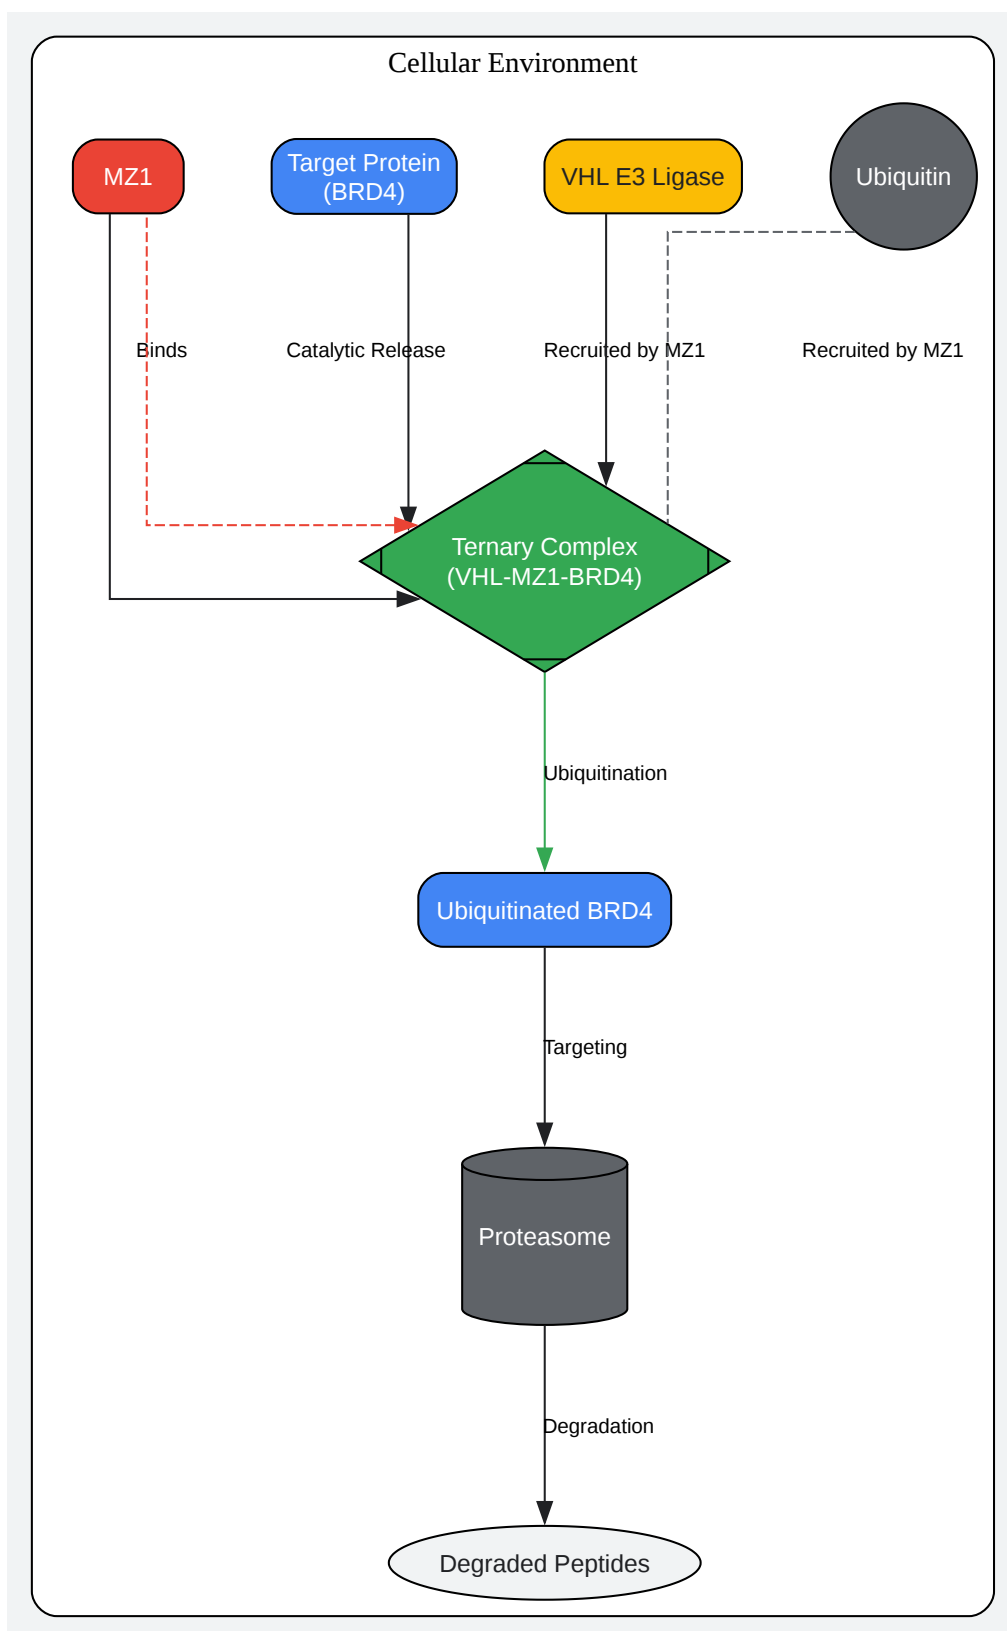 Cellular Environment
MZ1
Target Protein
(BRD4)
VHL E3 Ligase
Ubiquitin
Binds
Catalytic Release
Recruited by MZ1
Recruited by MZ1
Ternary Complex
(VHL-MZ1-BRD4)
Ubiquitination
Ubiquitinated BRD4
Targeting
Proteasome
Degradation
Degraded Peptides